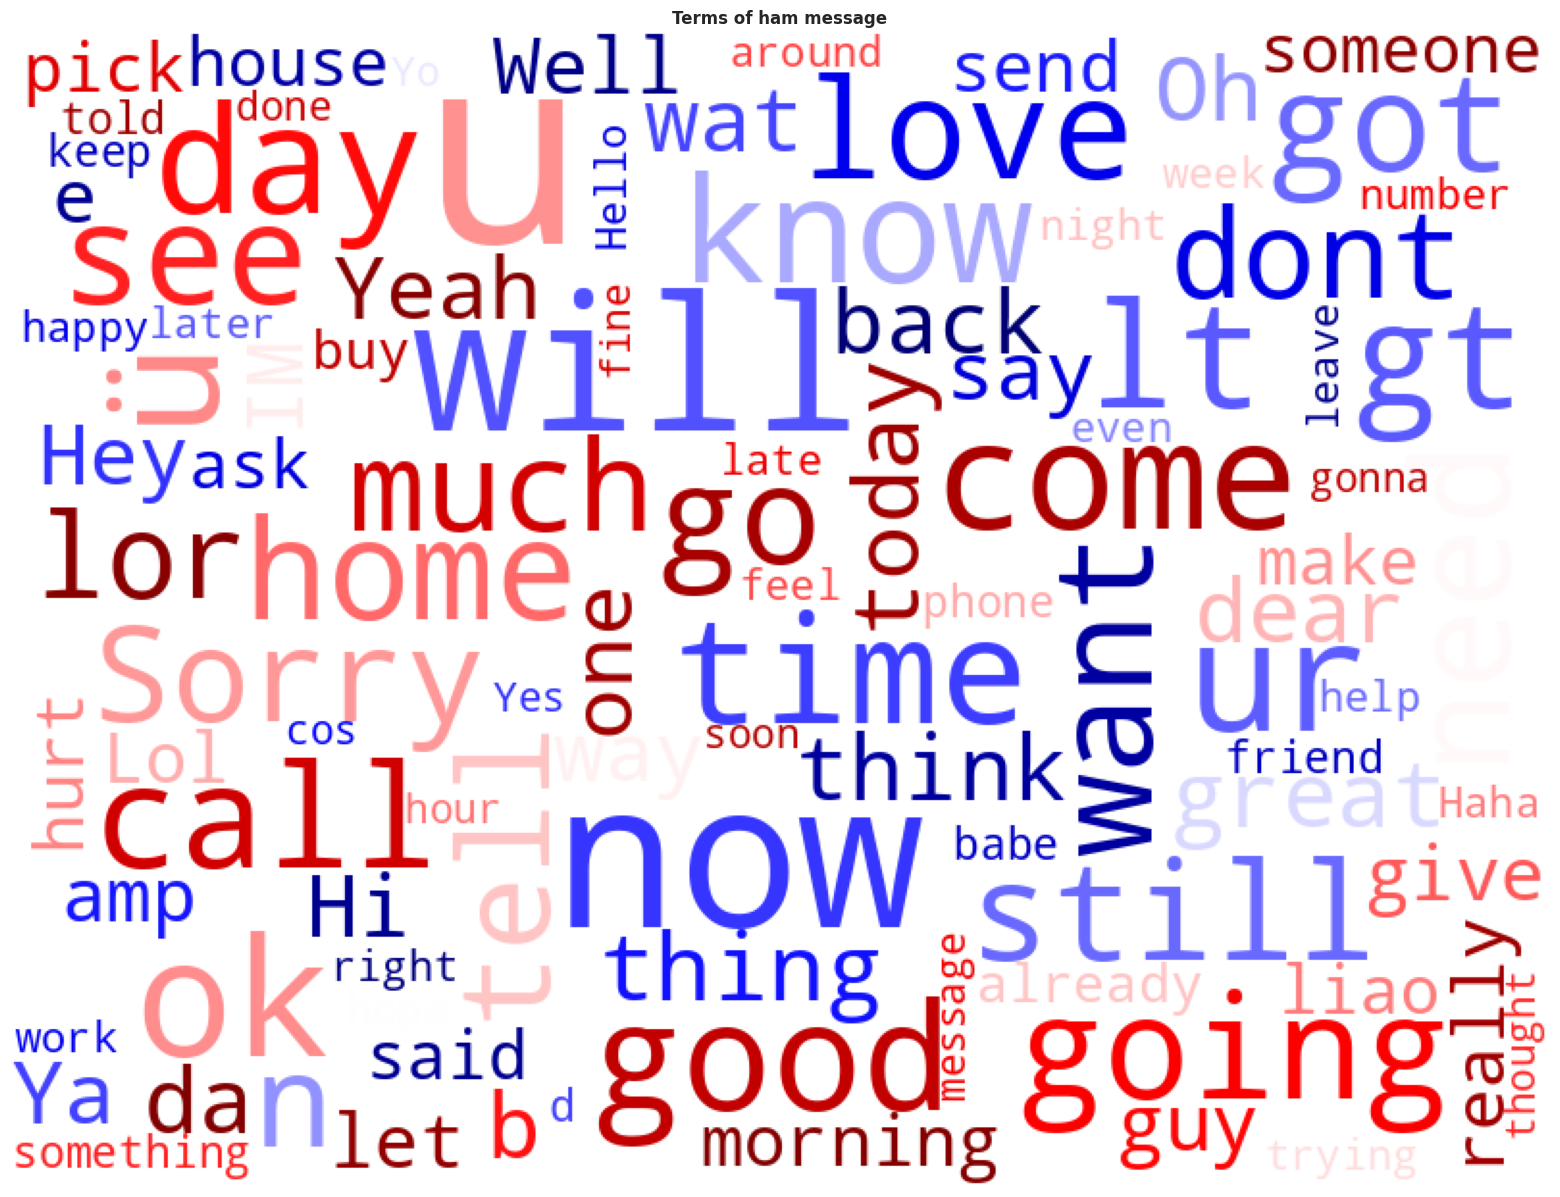 Terms of ham message
pick
house
Yo
Well
around
send
Oh
someone
told
done
day
u
wat
love
got
keep
e
Hello
know
week
number
see
night
dont
Yeah
happy
later
buy
will
fine
back
say
lt
gt
leave
ü
IM
today
even
Hey
ask
much
late
go
come
gonna
need
lor
home
one
feel
phone
want
make
dear
Sorry
Yes
time
ur
help
hurt
Lol
cos
tell
way
soon
think
friend
call
hour
now
babe
great
Haha
amp
Hi
still
give
ok
right
thing
message
already
liao
really
thought
work
said
good
going
Ya
da
n
let
b
d
morning
guy
something
trying